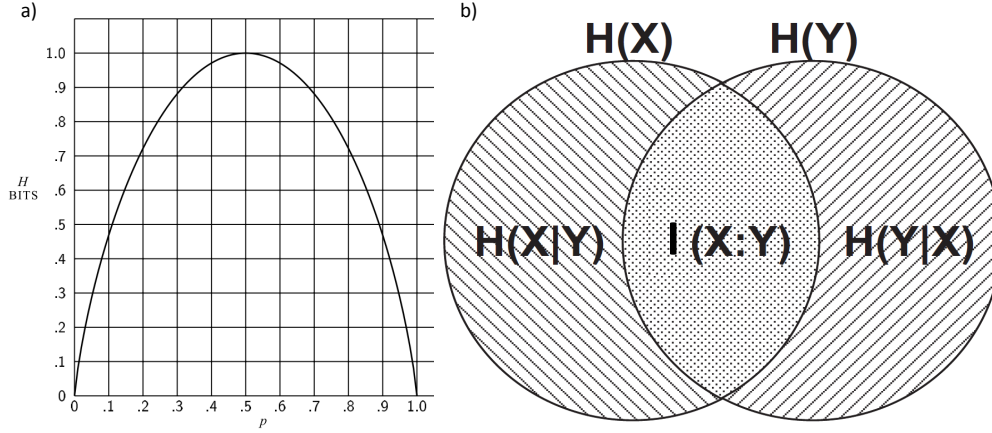 a)
1.0
.9
.8
.7
.6
.5
.4
.3
.2
.1
0
H
BITS
0 .1 .2 .3 .4 .5 .6 .7 .8 .9 1.0
p
b)
H(X) H(Y)
H(X|Y) I (X:Y) H(Y|X)